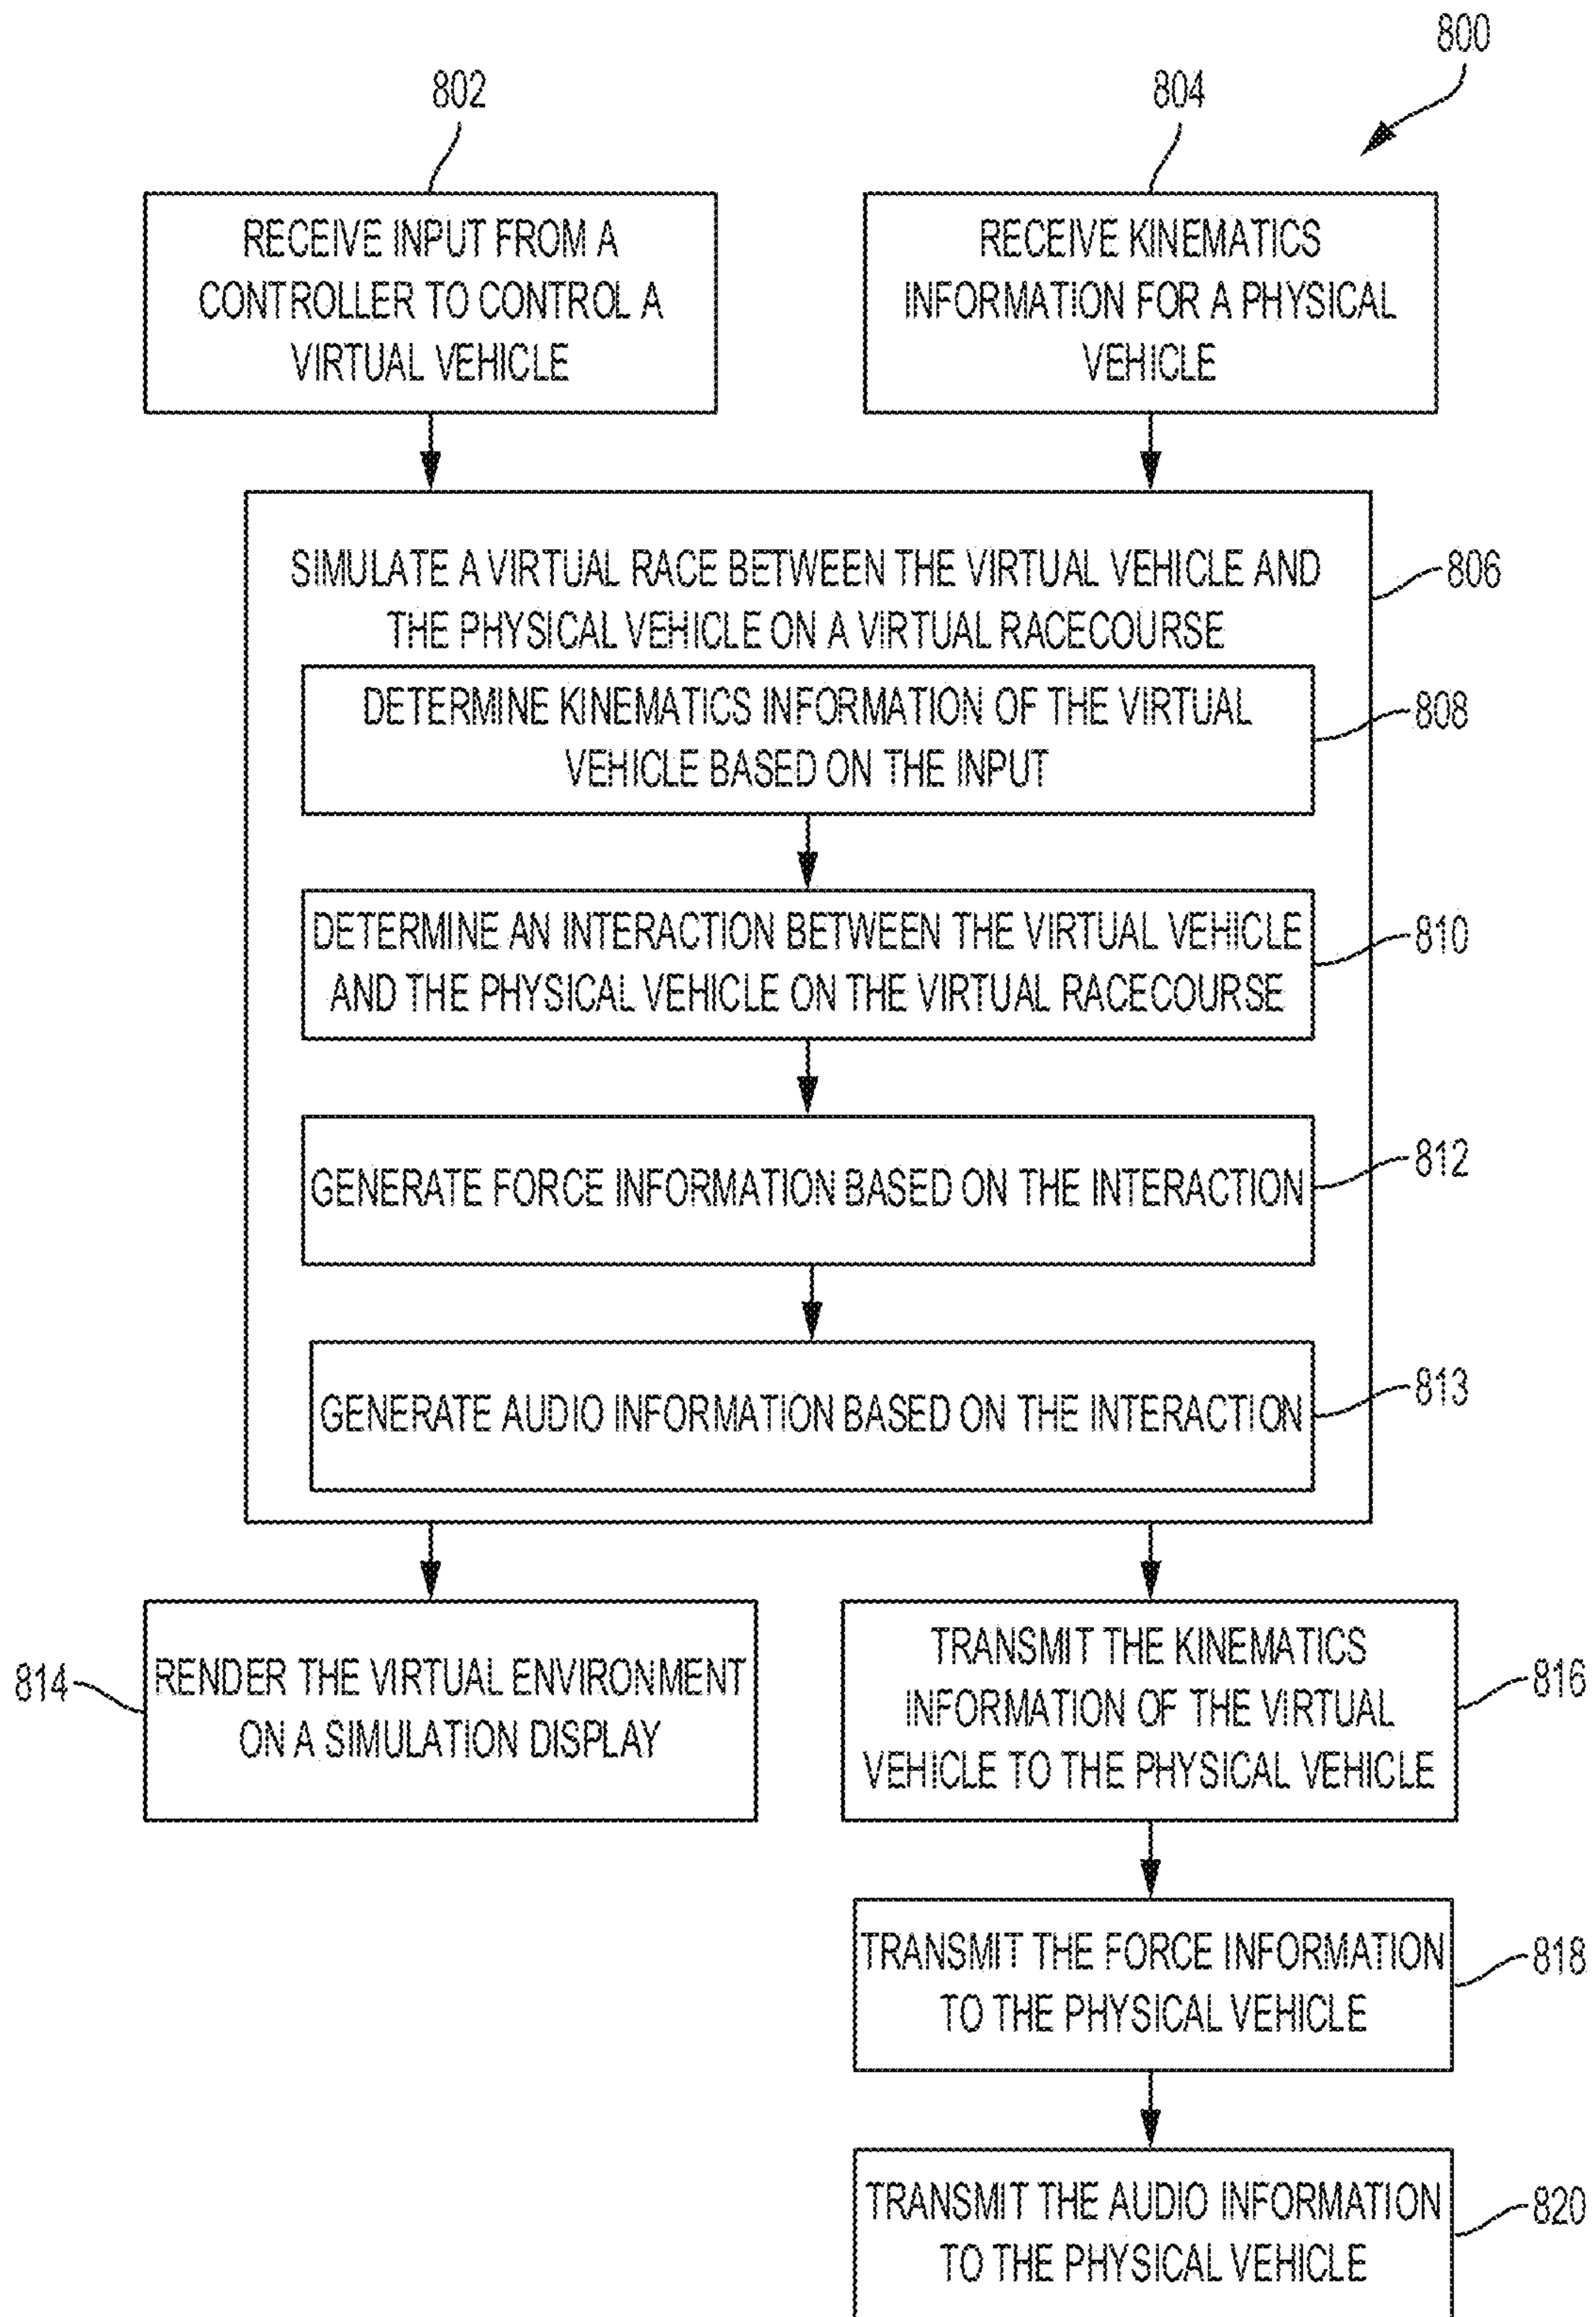 800
802
804
RECEIVE INPUT FROM A
CONTROLLER TO CONTROL A
VIRTUAL VEHICLE
RECEIVE KINEMATICS
INFORMATION FOR A PHYSICAL
VEHICLE
SIMULATE A VIRTUAL RACE BETWEEN THE VIRTUAL VEHICLE AND
THE PHYSICAL VEHICLE ON A VIRTUAL RACECOURSE
806
DETERMINE KINEMATICS INFORMATION OF THE VIRTUAL
VEHICLE BASED ON THE INPUT
808
DETERMINE AN INTERACTION BETWEEN THE VIRTUAL VEHICLE
AND THE PHYSICAL VEHICLE ON THE VIRTUAL RACECOURSE
810
GENERATE FORCE INFORMATION BASED ON THE INTERACTION
812
GENERATE AUDIO INFORMATION BASED ON THE INTERACTION
813
814
RENDER THE VIRTUAL ENVIRONMENT
ON A SIMULATION DISPLAY
TRANSMIT THE KINEMATICS
INFORMATION OF THE VIRTUAL
VEHICLE TO THE PHYSICAL VEHICLE
816
TRANSMIT THE FORCE INFORMATION
TO THE PHYSICAL VEHICLE
818
TRANSMIT THE AUDIO INFORMATION
TO THE PHYSICAL VEHICLE
820